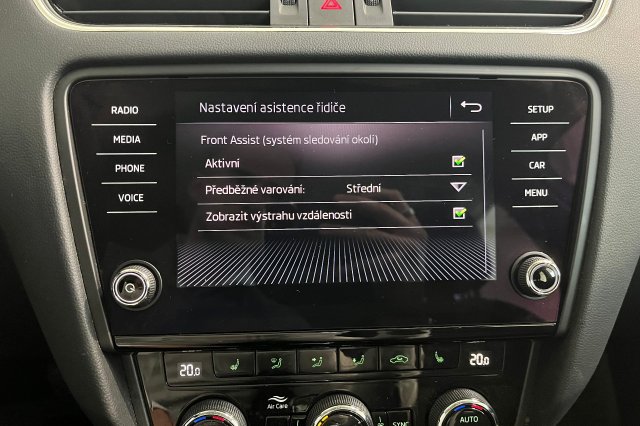 RADIO
MEDIA
PHONE
VOICE
Nastavení asistence řidiče
Front Assist (systém sledování okolí)
Aktivní
Předběžné varování: Střední
Zobrazit výstrahu vzdálenosti
SETUP
APP
CAR
MENU
20.0
20.0
Air Care
SYNC
AUTO